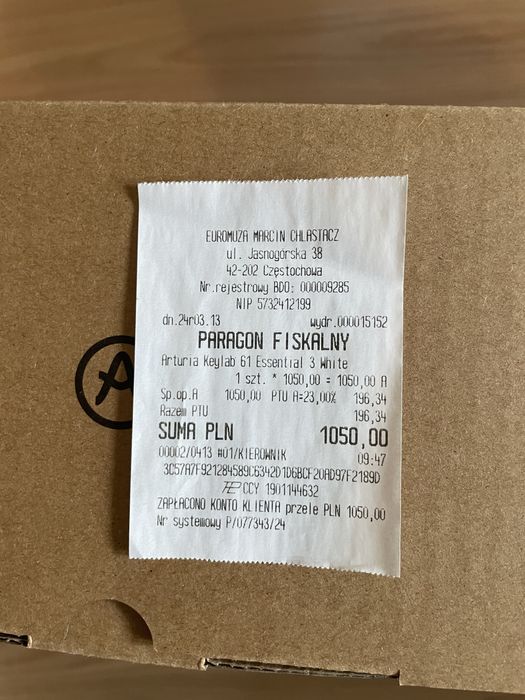 EUROMUZA MARCIN CHLASTACZ
ul. Jasnogórska 38
42-202 Częstochowa
Nr.rejestrowy BDO: 000009285
NIP 5732412199
dn.24r03.13 wydr.000015152
PARAGON FISKALNY
Arturia Keylab 61 Essential 3 White
1 szt. * 1050,00 = 1050,00 A
Sp.op.A 1050,00 PTU A=23,00% 196,34
Razem PTU 196,34
SUMA PLN 1050,00
00002/0413 #01/KIEROWNIK 09:47
3C57A7F921284589C6342D1D6BCF20AD97F2189D
CCY 1901144632
ZAPŁACONO KONTO KLIENTA przele PLN 1050,00
Nr systemowy P/077343/24